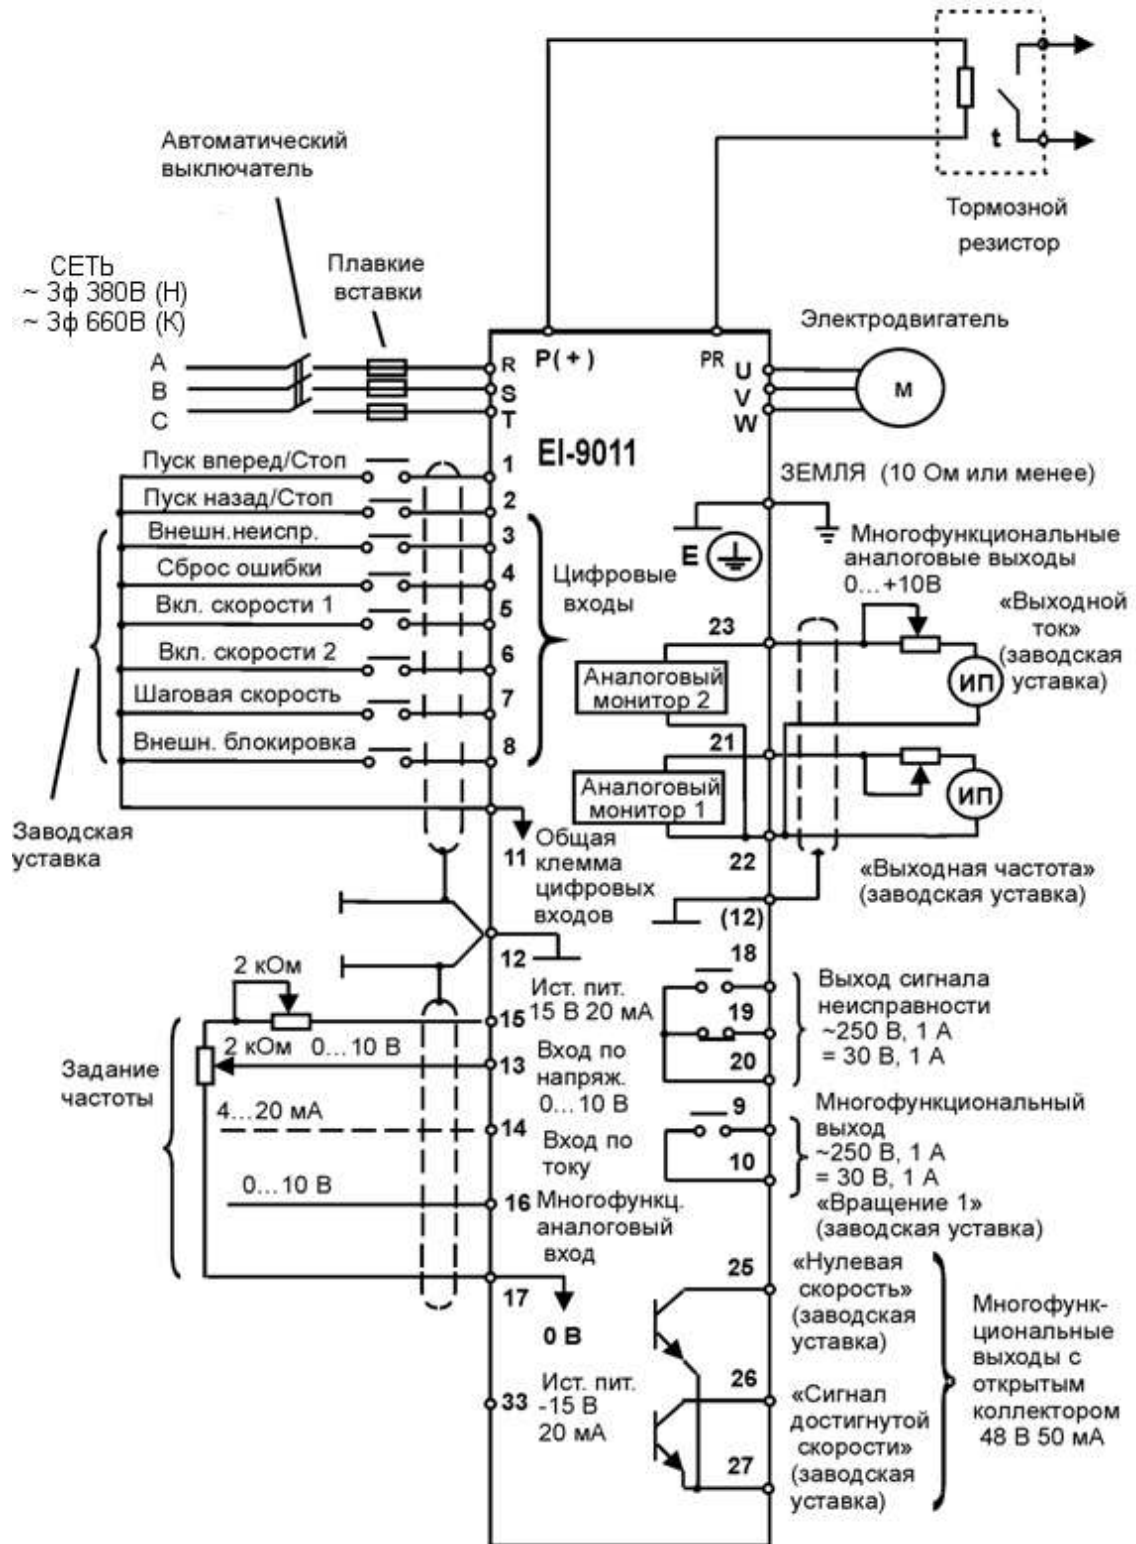 t
Тормозной
резистор
Автоматический
выключатель
СЕТЬ
~ 3ф 380В (Н)
~ 3ф 660В (К)
Плавкие
вставки
Электродвигатель
P( + )
PR
A
B
C
R
S
T
U
V
W
М
EI-9011
Пуск вперед/Стоп
1
Пуск назад/Стоп
2
Внешн.неиспр.
3
Сброс ошибки
4
Вкл. скорости 1
5
Вкл. скорости 2
6
Шаговая скорость
7
Внешн. блокировка
8
Цифровые
входы
Заводская
уставка
11
Общая
клемма
цифровых
входов
12
ЗЕМЛЯ (10 Ом или менее)
E
Многофункциональные
аналоговые выходы
0...+10В
«Выходной
ток»
(заводская
уставка)
23
Аналоговый
монитор 2
ИП
21
Аналоговый
монитор 1
ИП
22
«Выходная частота»
(заводская уставка)
(12)
2 кОм
15
Ист. пит.
15 В 20 мА
2 кОм
0...10 В
13
Вход по
напряж.
0...10 В
Задание
частоты
4...20 мА
14
Вход по
току
0...10 В
16
Многофункц.
аналоговый
вход
17
0 В
33
Ист. пит.
-15 В
20 мА
18
19
20
Выход сигнала
неисправности
~250 В, 1 А
= 30 В, 1 А
9
10
Многофункциональный
выход
~250 В, 1 А
= 30 В, 1 А
«Вращение 1»
(заводская уставка)
25
«Нулевая
скорость»
(заводская
уставка)
26
«Сигнал
достигнутой
скорости»
(заводская
уставка)
27
Многофунк-
циональные
выходы с
открытым
коллектором
48 В 50 мА